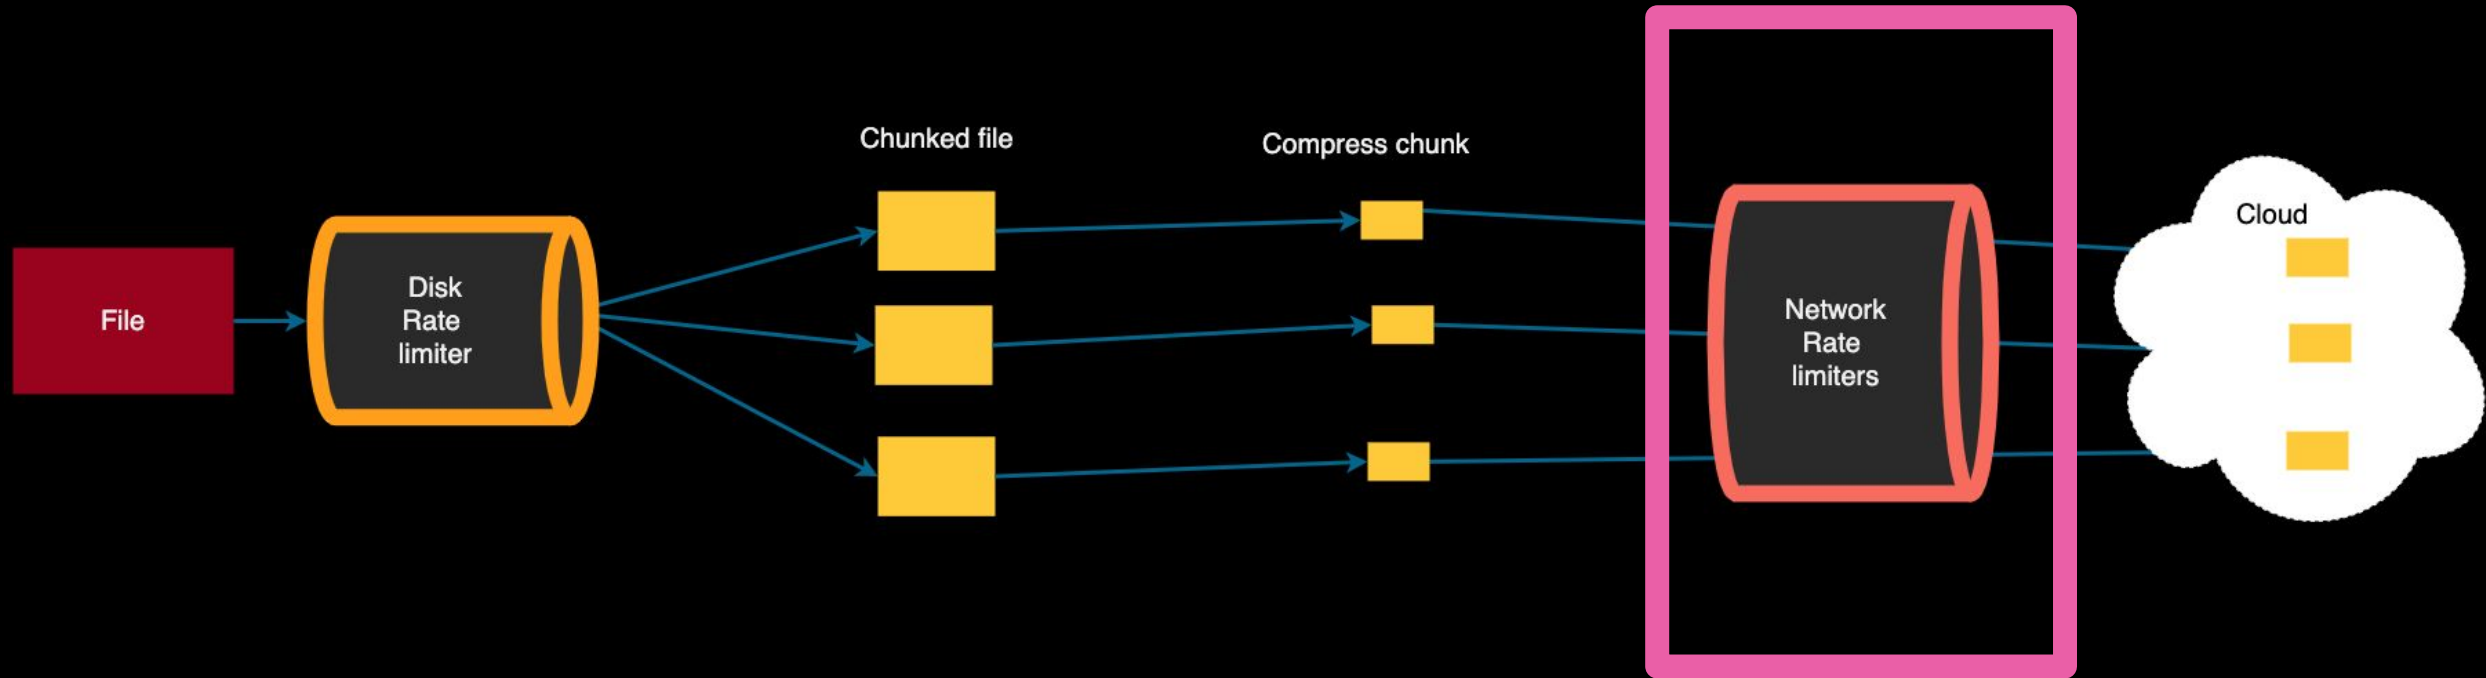 File
Disk
Rate
limiter
Chunked file
Compress chunk
Network
Rate
limiters
Cloud